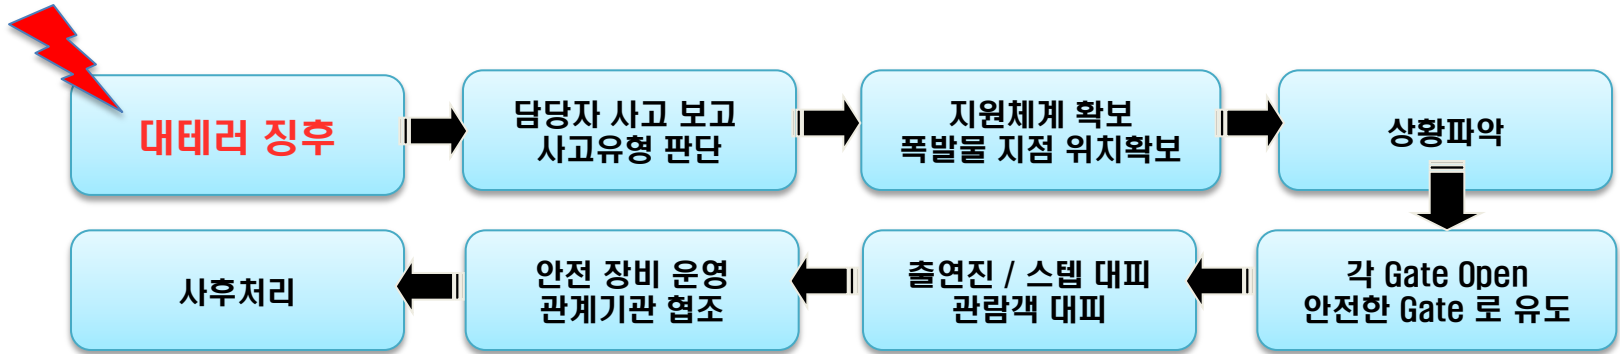 대테러 징후
담당자 사고 보고
사고유형 판단
지원체계 확보
폭발물 지점 위치확보
상황파악
각 Gate Open
안전한 Gate 로 유도
출연진 / 스텝 대피
관람객 대피
안전 장비 운영
관계기관 협조
사후처리